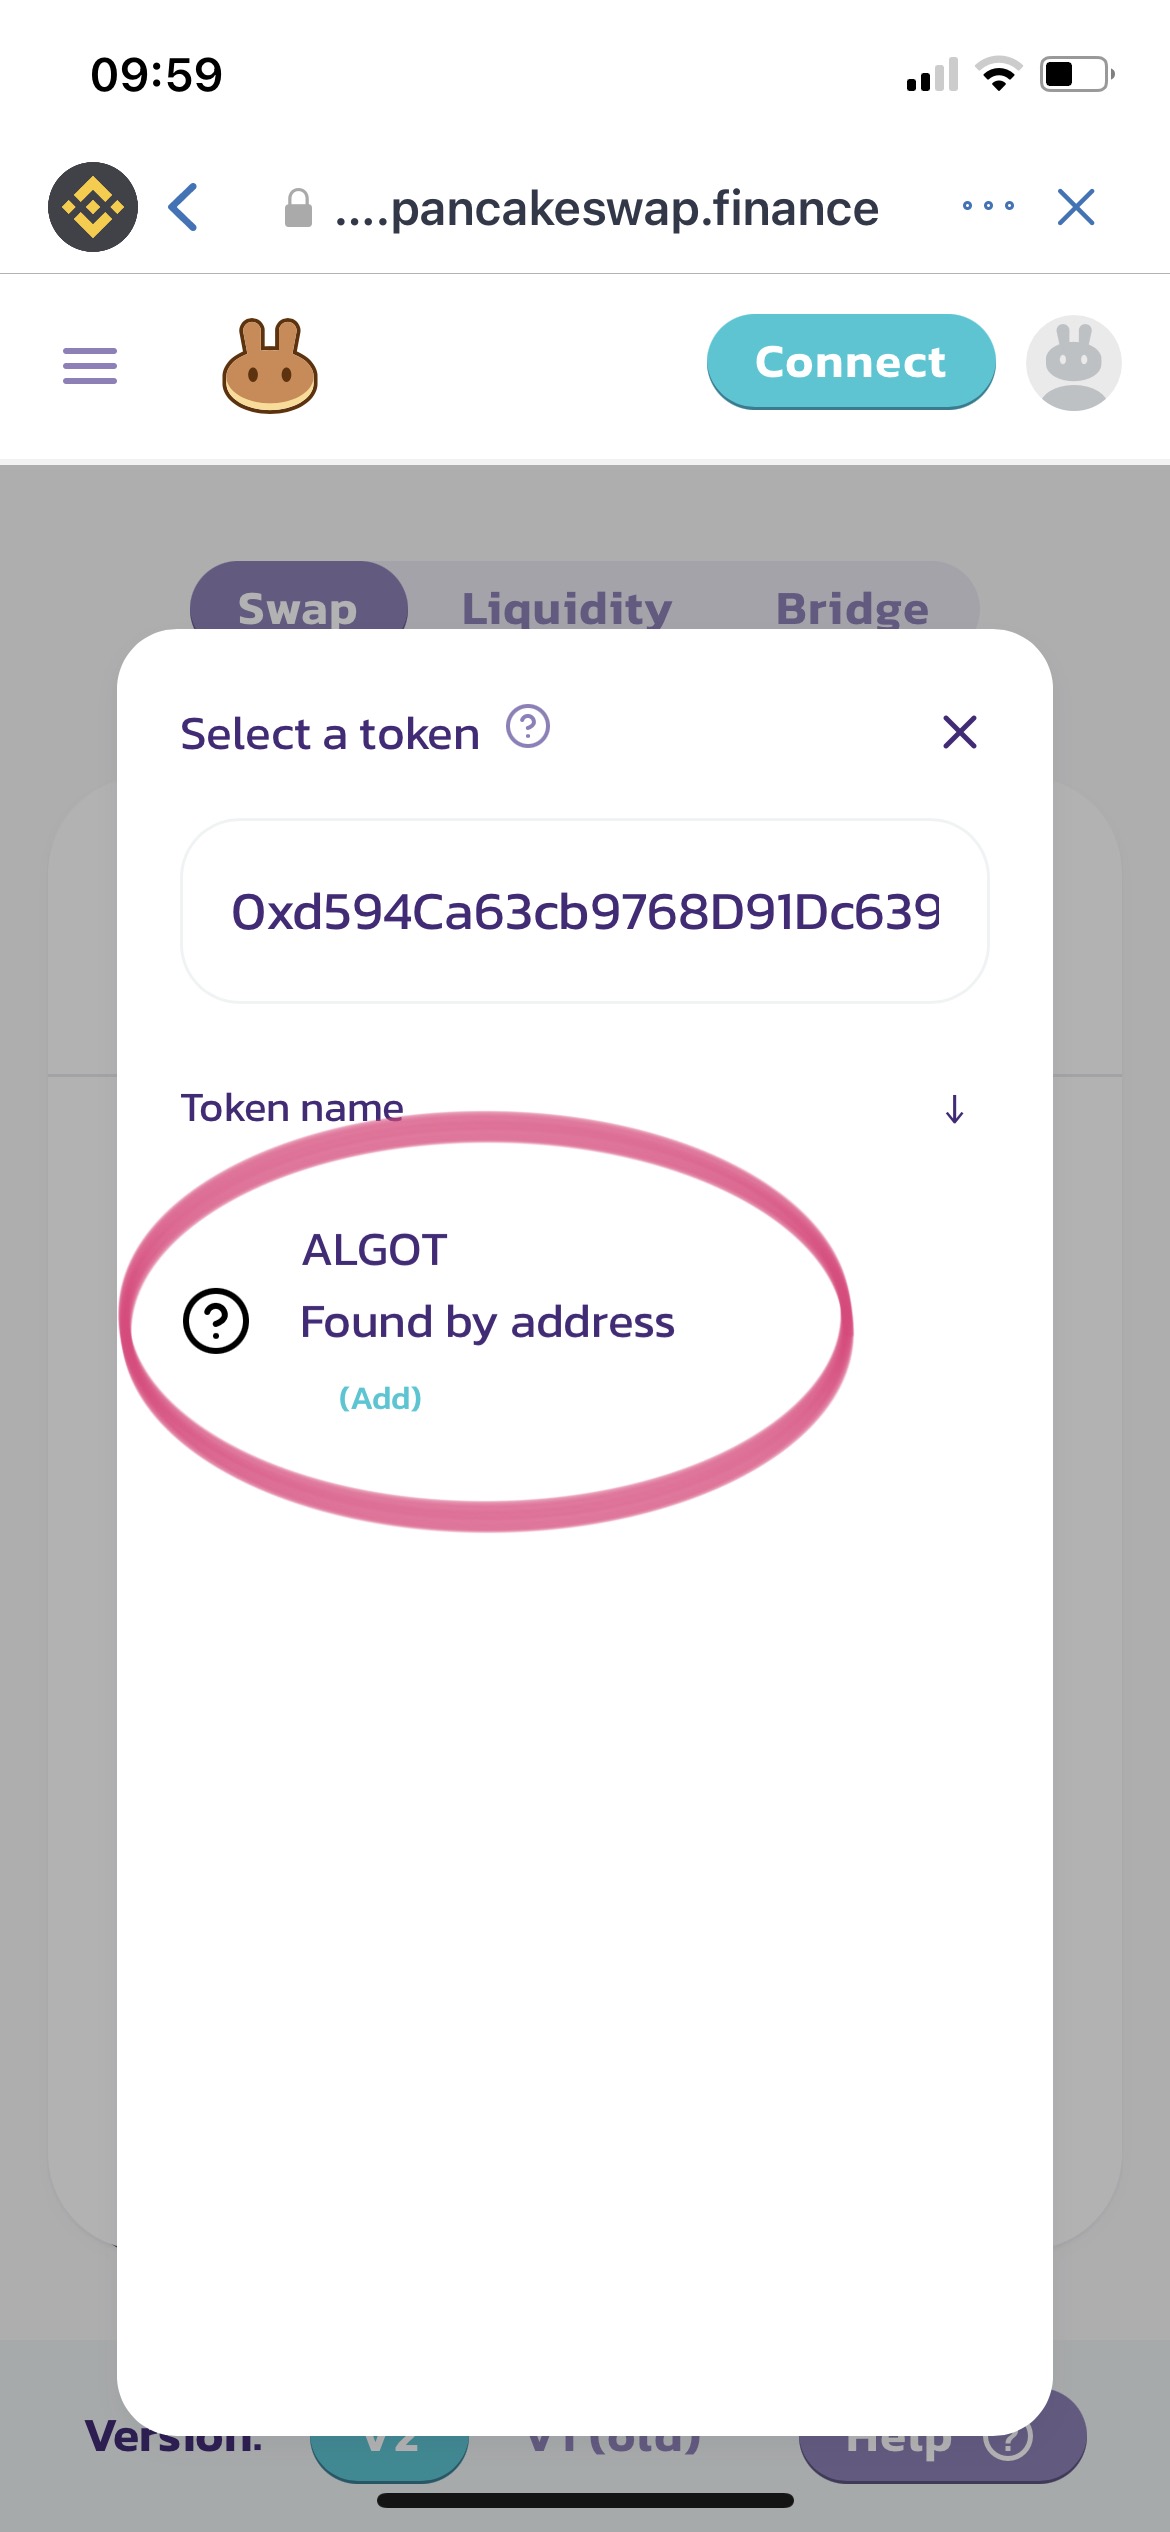 09:59
....pancakeswap.finance
Connect
Swap Liquidity Bridge
Select a token
0xd594Ca63cb9768D91Dc639
Token name
ALGOT
Found by address
(Add)
Version:
V2 V1 (old) Help